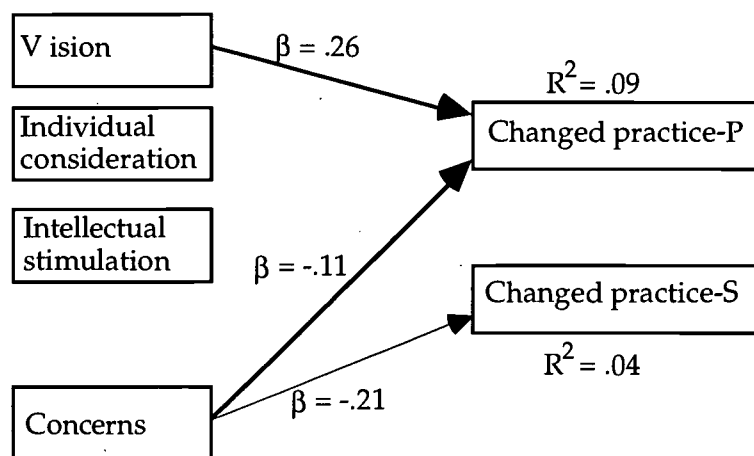 V ision
β = .26
R² = .09
Individual
consideration
Changed practice-P
Intellectual
stimulation
β = -.11
Changed practice-S
R² = .04
β = -.21
Concerns